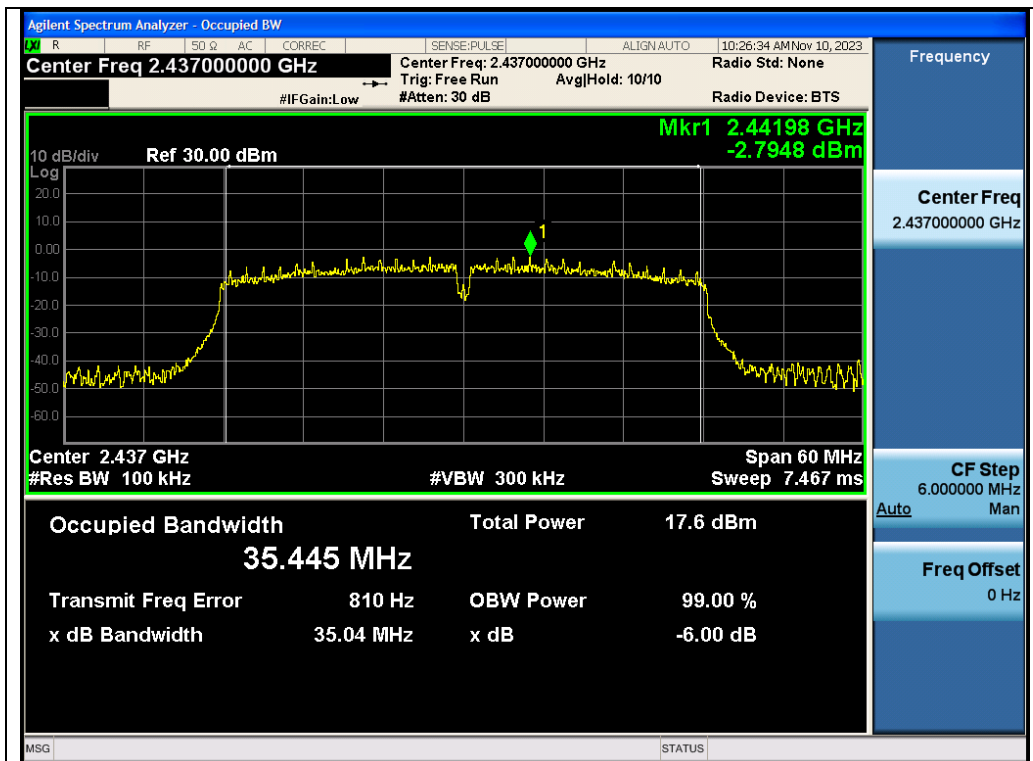 Agilent Spectrum Analyzer - Occupied BW
LXI R RF 50 Ω AC CORREC SENSE:PULSE ALIGN AUTO 10:26:34 AM Nov 10, 2023
Center Freq 2.437000000 GHz
Center Freq: 2.437000000 GHz
Radio Std: None
Trig: Free Run Avg|Hold: 10/10
#IFGain:Low
#Atten: 30 dB
Radio Device: BTS
Mkr1 2.44198 GHz
-2.7948 dBm
10 dB/div Ref 30.00 dBm
Log
20.0
10.0
0.00
-10.0
-20.0
-30.0
-40.0
-50.0
-60.0
1
Center 2.437 GHz Span 60 MHz
#Res BW 100 kHz #VBW 300 kHz Sweep 7.467 ms
Occupied Bandwidth Total Power 17.6 dBm
35.445 MHz
Transmit Freq Error 810 Hz OBW Power 99.00 %
x dB Bandwidth 35.04 MHz x dB -6.00 dB
Frequency
Center Freq
2.437000000 GHz
CF Step
6.000000 MHz
Auto Man
Freq Offset
0 Hz
MSG STATUS